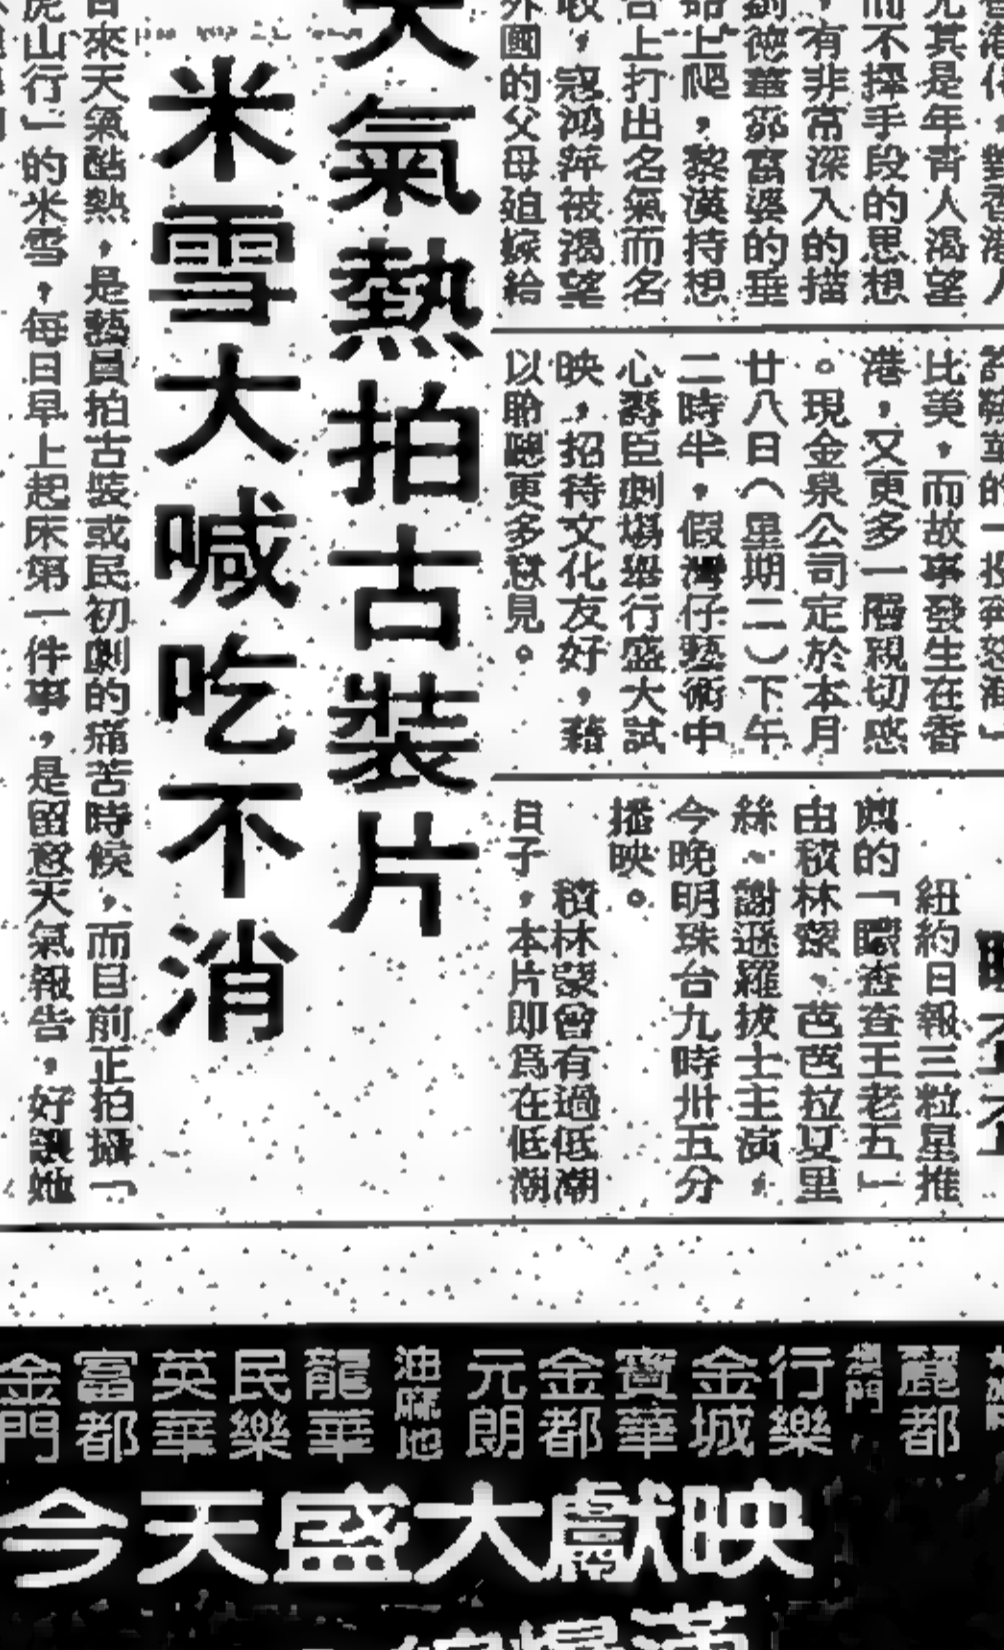 天氣熱拍古裝片
米雪大喊吃不消
日來天氣酷熱，是藝員拍古裝或民初劇的痛苦時候，而目前正拍攝「
虎山行」的米雪，每日早上起床第一件事，是留意天氣報告，好讓她
尤其是年青人渴望
而不擇手段的思想
，有非常深入的描
劉德華孫富婆的垂
上爬，黎漢持想
台上打出名氣而名
收，寇鴻萍被渴望
外國的父母迫嫁給
比美，而故事發生在香
港，又更多一層親切感
。現金泉公司定於本月
廿八日（星期二）下午
二時半，假灣仔藝術中
心壽臣劇場舉行盛大試
映，招待文化友好，藉
以聆聽更多意見。
紐約日報三粒星推
薦的「眼查查王老五」
由積林蒙、芭芭拉夏里
絲、謝遜羅拔士主演，
今晚明珠台九時卅五分
播映。
積林蒙曾有過低潮
日子，本片即為在低潮
麗都
澳門
行樂
金城
寶華
金都
元朗
油麻地
龍華
民樂
英華
富都
金門
今天盛大獻映
爆滿